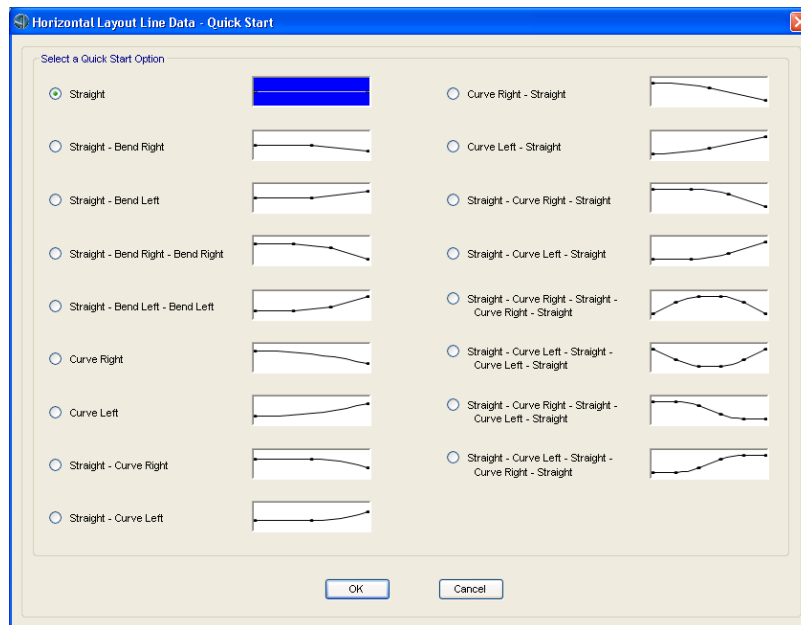 Horizontal Layout Line Data - Quick Start
Select a Quick Start Option
Straight
Straight - Bend Right
Straight - Bend Left
Straight - Bend Right - Bend Right
Straight - Bend Left - Bend Left
Curve Right
Curve Left
Straight - Curve Right
Straight - Curve Left
Curve Right - Straight
Curve Left - Straight
Straight - Curve Right - Straight
Straight - Curve Left - Straight
Straight - Curve Right - Straight -
Curve Right - Straight
Straight - Curve Left - Straight -
Curve Left - Straight
Straight - Curve Right - Straight -
Curve Left - Straight
Straight - Curve Left - Straight -
Curve Right - Straight
OK
Cancel